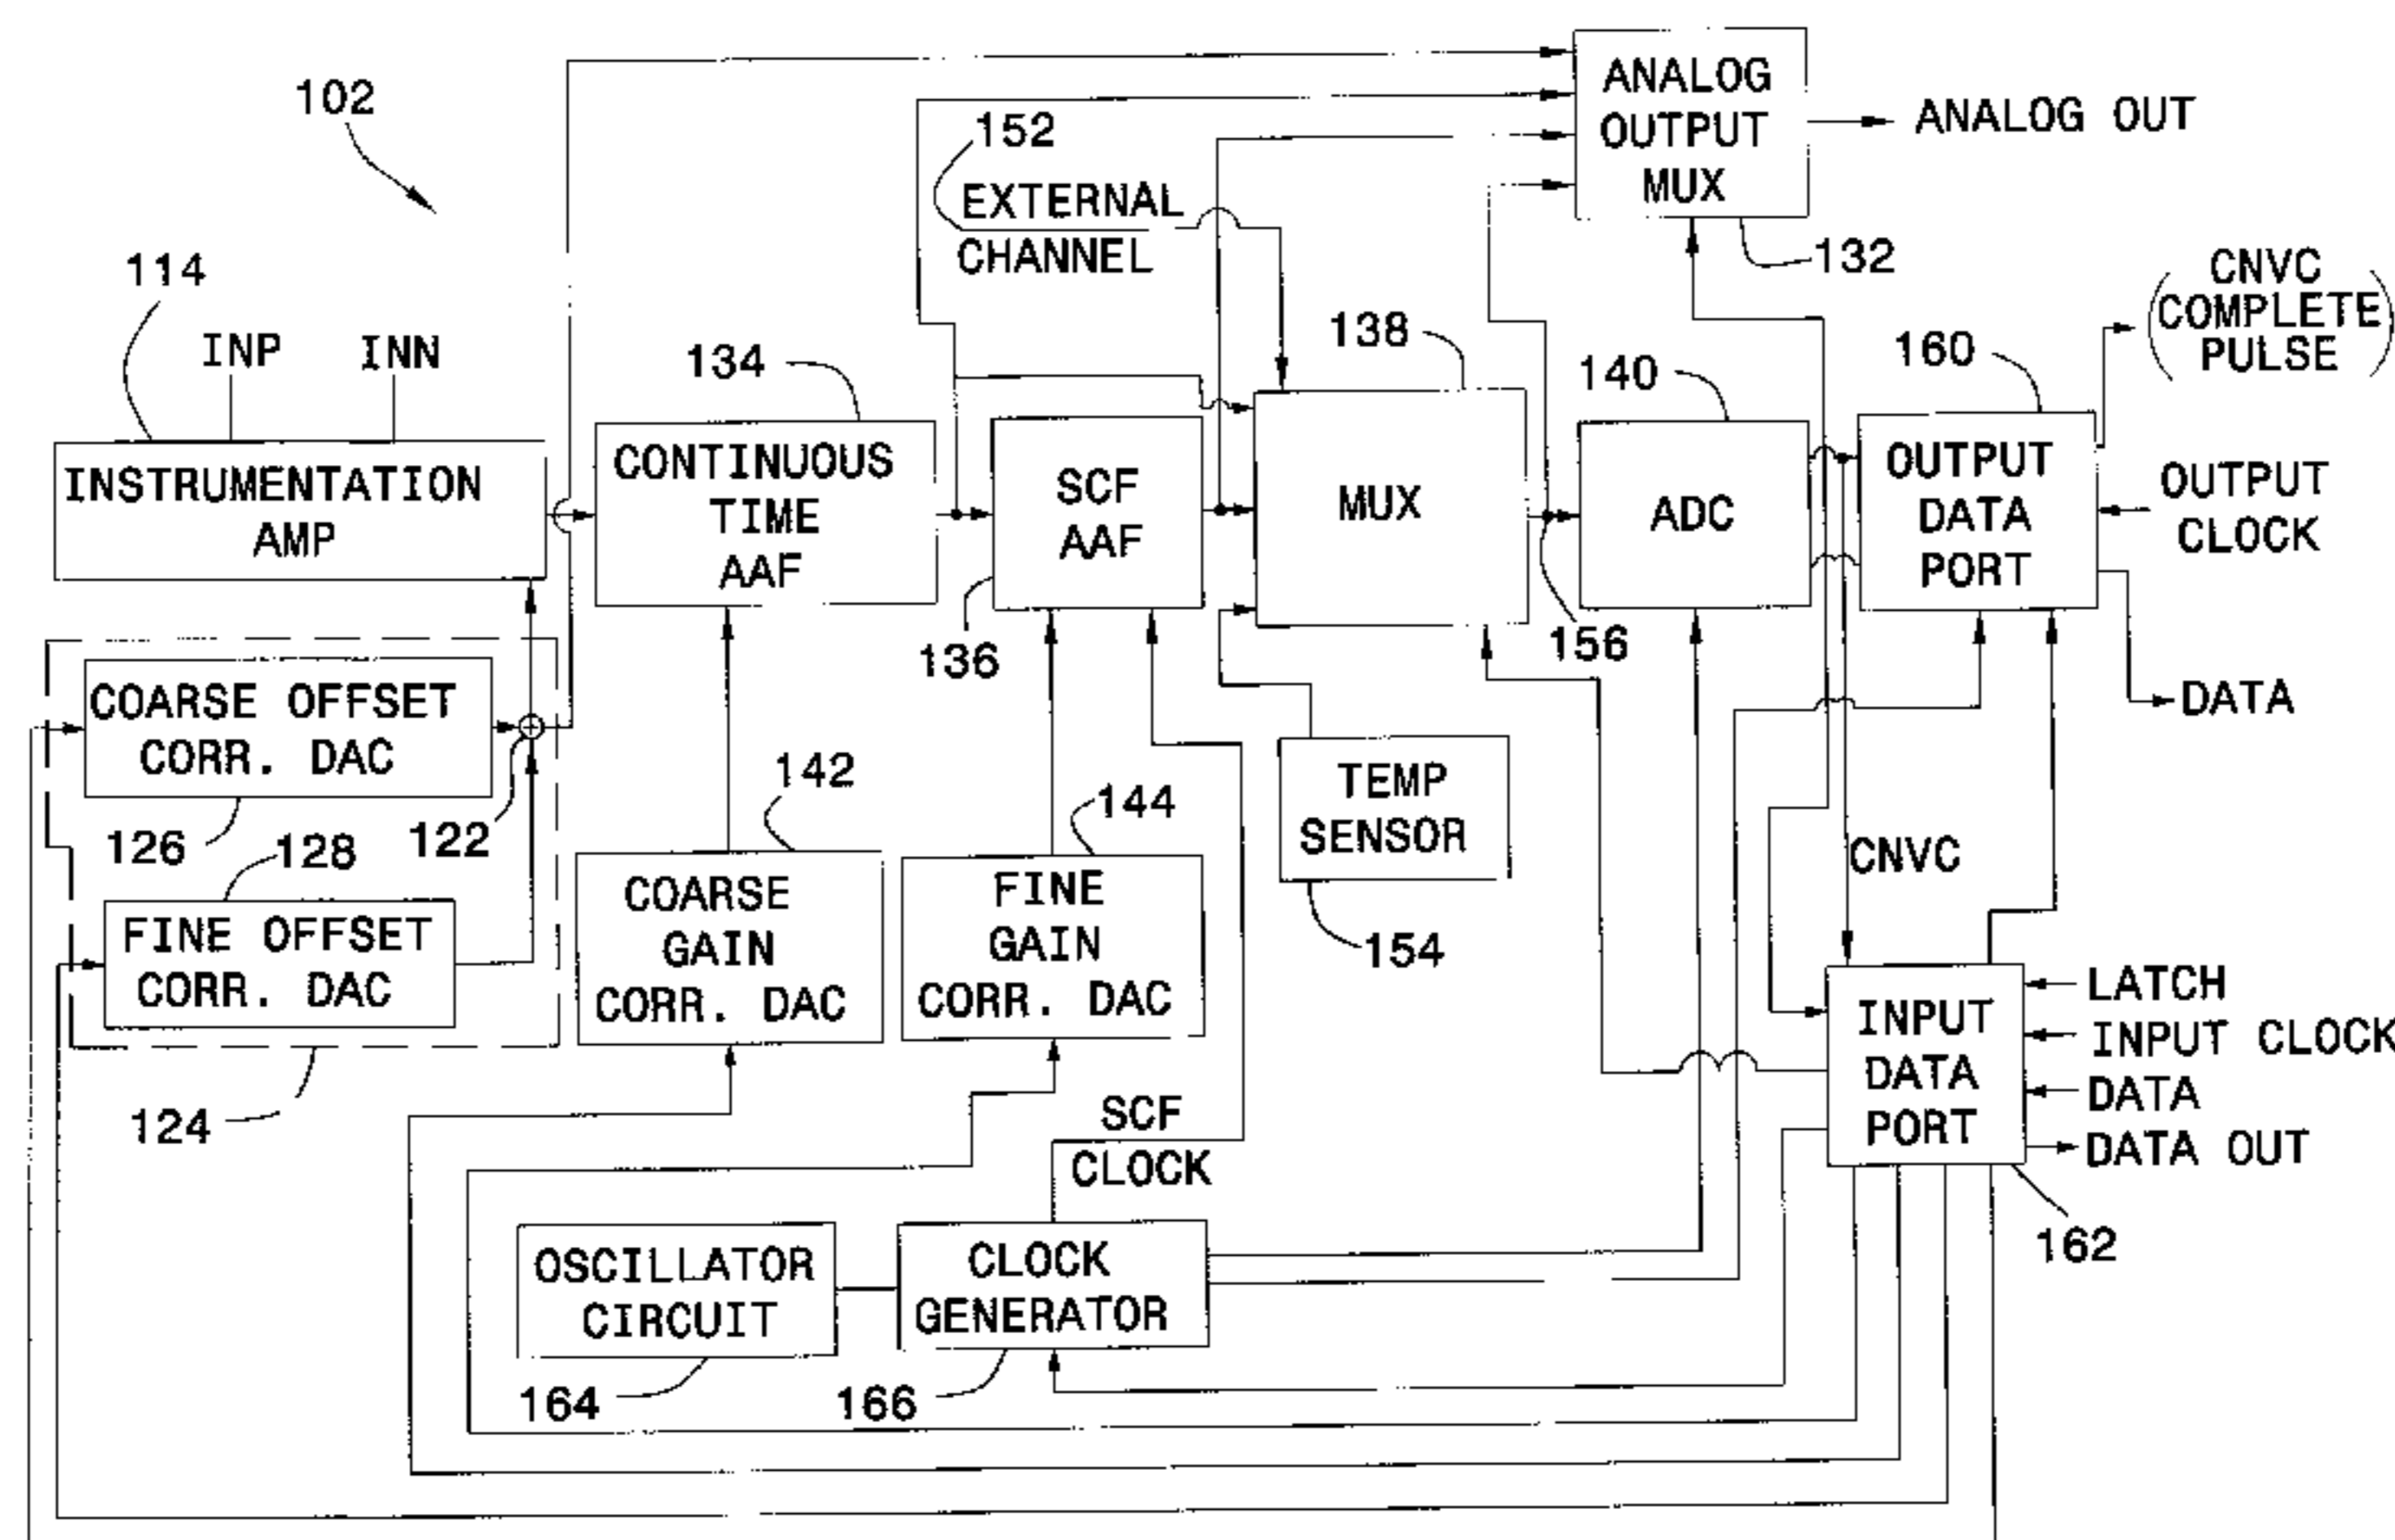 102
152
EXTERNAL
CHANNEL
ANALOG
OUTPUT
MUX
ANALOG OUT
132
114
INP
INN
134
138
140
160
CNVC
COMPLETE
PULSE
INSTRUMENTATION
AMP
CONTINUOUS
TIME
AAF
SCF
AAF
MUX
ADC
OUTPUT
DATA
PORT
OUTPUT
CLOCK
136
156
DATA
COARSE OFFSET
CORR. DAC
126
128
122
142
144
TEMP
SENSOR
154
CNVC
FINE OFFSET
CORR. DAC
124
COARSE
GAIN
CORR. DAC
FINE
GAIN
CORR. DAC
INPUT
DATA
PORT
LATCH
INPUT CLOCK
DATA
DATA OUT
162
SCF
CLOCK
OSCILLATOR
CIRCUIT
164
CLOCK
GENERATOR
166